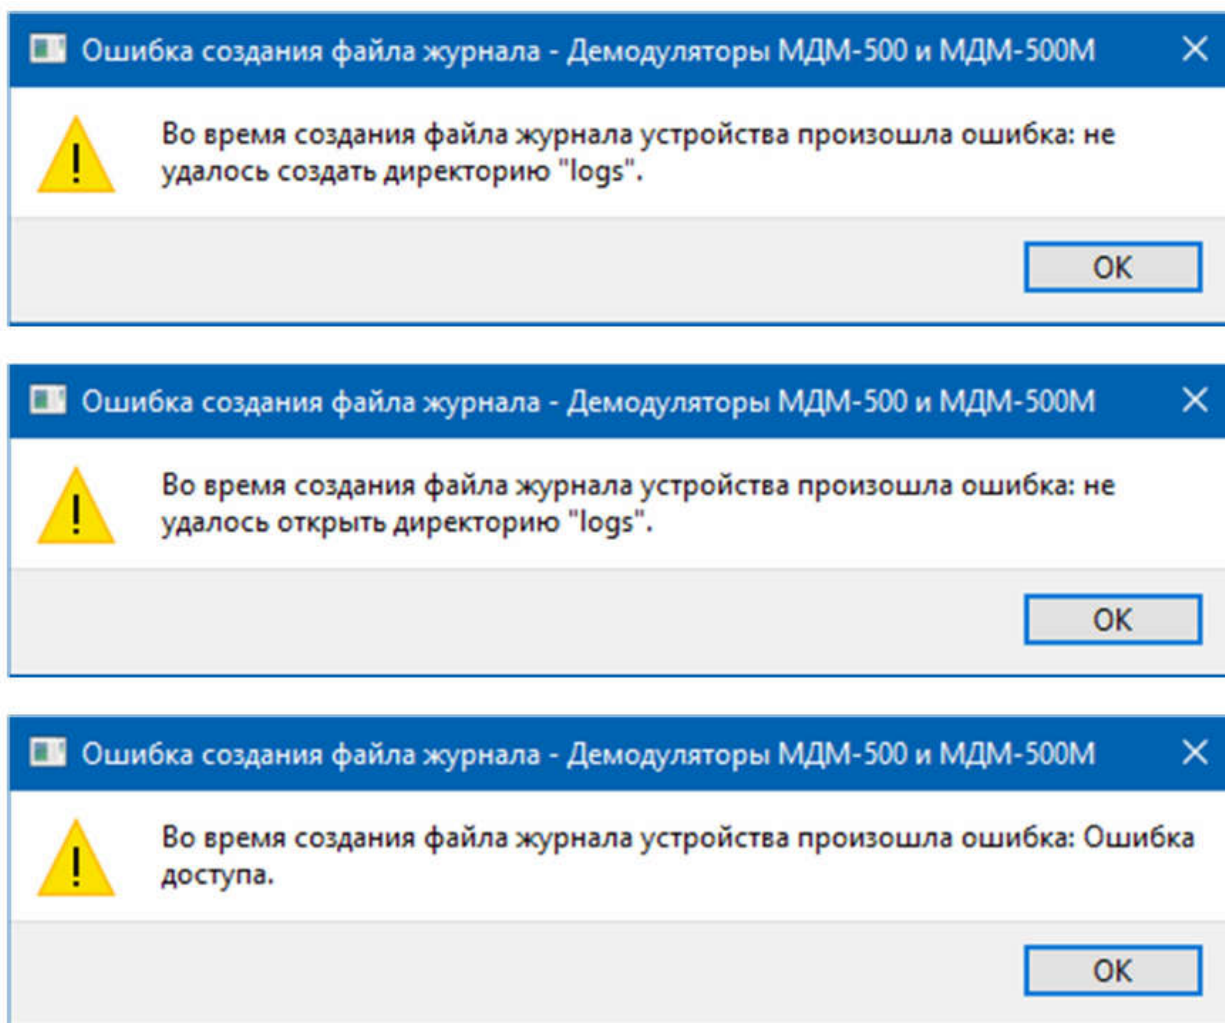 Ошибка создания файла журнала - Демодуляторы МДМ-500 и МДМ-500М
Во время создания файла журнала устройства произошла ошибка: не
удалось создать директорию "logs".
OK
Ошибка создания файла журнала - Демодуляторы МДМ-500 и МДМ-500М
Во время создания файла журнала устройства произошла ошибка: не
удалось открыть директорию "logs".
OK
Ошибка создания файла журнала - Демодуляторы МДМ-500 и МДМ-500М
Во время создания файла журнала устройства произошла ошибка: Ошибка
доступа.
OK